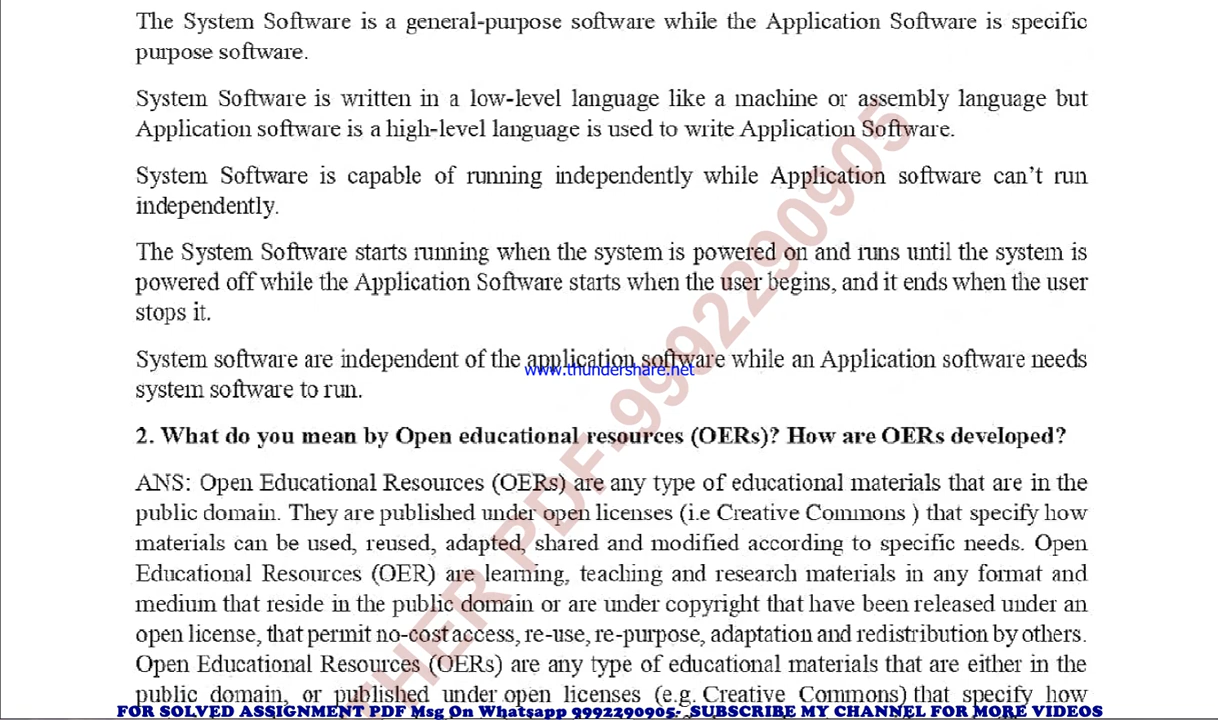 The System Software is a general-purpose software while the Application Software is specific
purpose software.
System Software is written in a low-level language like a machine or assembly language but
Application software is a high-level language is used to write Application Software.
System Software is capable of running independently while Application software can't run
independently.
The System Software starts running when the system is powered on and runs until the system is
powered off while the Application Software starts when the user begins, and it ends when the user
stops it.
System software are independent of the application software while an Application software needs
www.thundershare.net
system software to run.
2. What do you mean by Open educational resources (OERs)? How are OERs developed?
ANS: Open Educational Resources (OERs) are any type of educational materials that are in the
public domain. They are published under open licenses (i.e Creative Commons ) that specify how
materials can be used, reused, adapted, shared and modified according to specific needs. Open
Educational Resources (OER) are learning, teaching and research materials in any format and
medium that reside in the public domain or are under copyright that have been released under an
open license, that permit no-cost access, re-use, re-purpose, adaptation and redistribution by others.
Open Educational Resources (OERs) are any type of educational materials that are either in the
public domain, or published under open licenses (e.g. Creative Commons) that specify how
THER PDF-9992290905
FOR SOLVED ASSIGNMENT PDF Msg On Whatsapp 9992290905- SUBSCRIBE MY CHANNEL FOR MORE VIDEOS